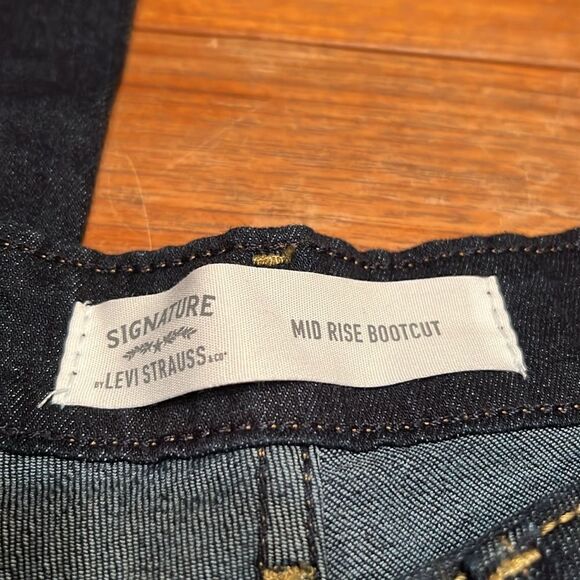 SIGNATURE
BY LEVI STRAUSS & CO®
MID RISE BOOTCUT